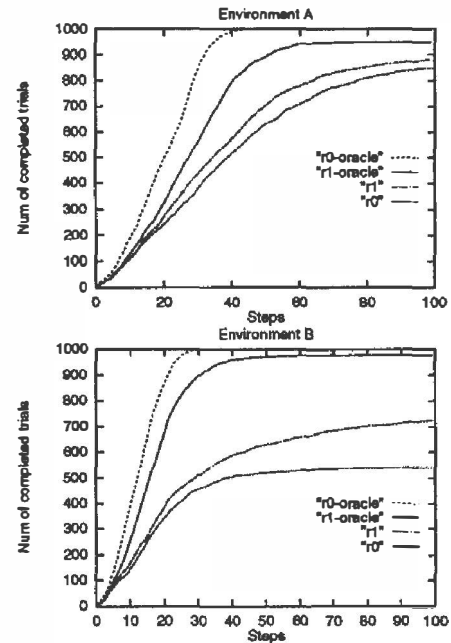 Environment A
Num of completed trials
1000
900
800
700
600
500
400
300
200
100
0
"r0-oracle"
"r1-oracle"
"r1"
"r0"
0 20 40 60 80 100
Steps
Environment B
Num of completed trials
1000
900
800
700
600
500
400
300
200
100
0
"r0-oracle"
"r1-oracle"
"r1"
"r0"
0 10 20 30 40 50 60 70 80 90 100
Steps